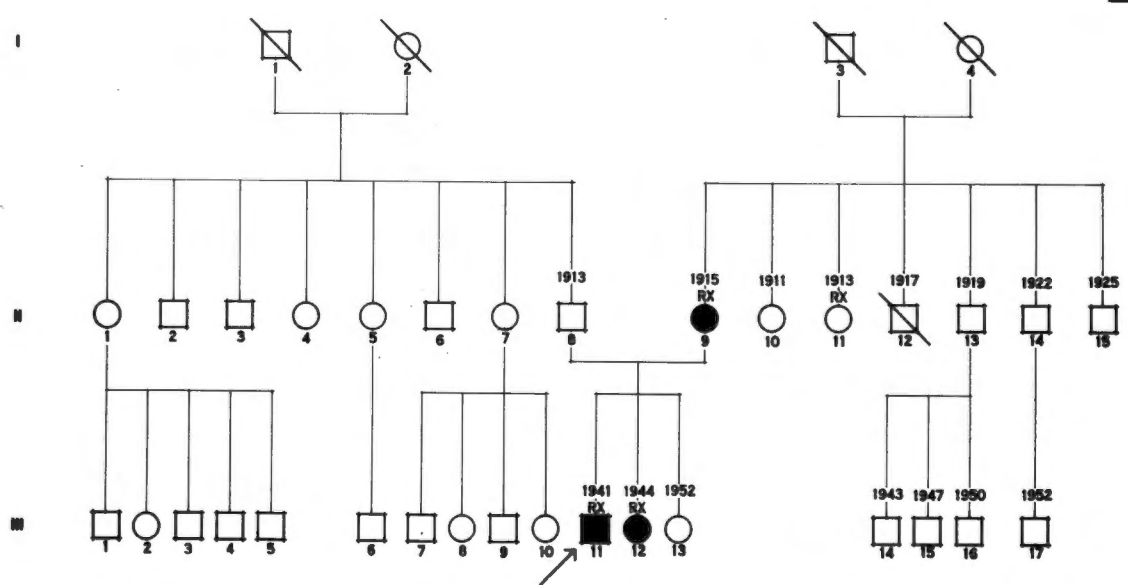 I
1 2 3 4
1913 1915 1911 1913 1917 1919 1922 1925
RX RX
II
1 2 3 4 5 6 7 8 9 10 11 12 13 14 15
1941 1944 1952 1943 1947 1950 1952
RX RX
III
1 2 3 4 5 6 7 8 9 10 11 12 13 14 15 16 17